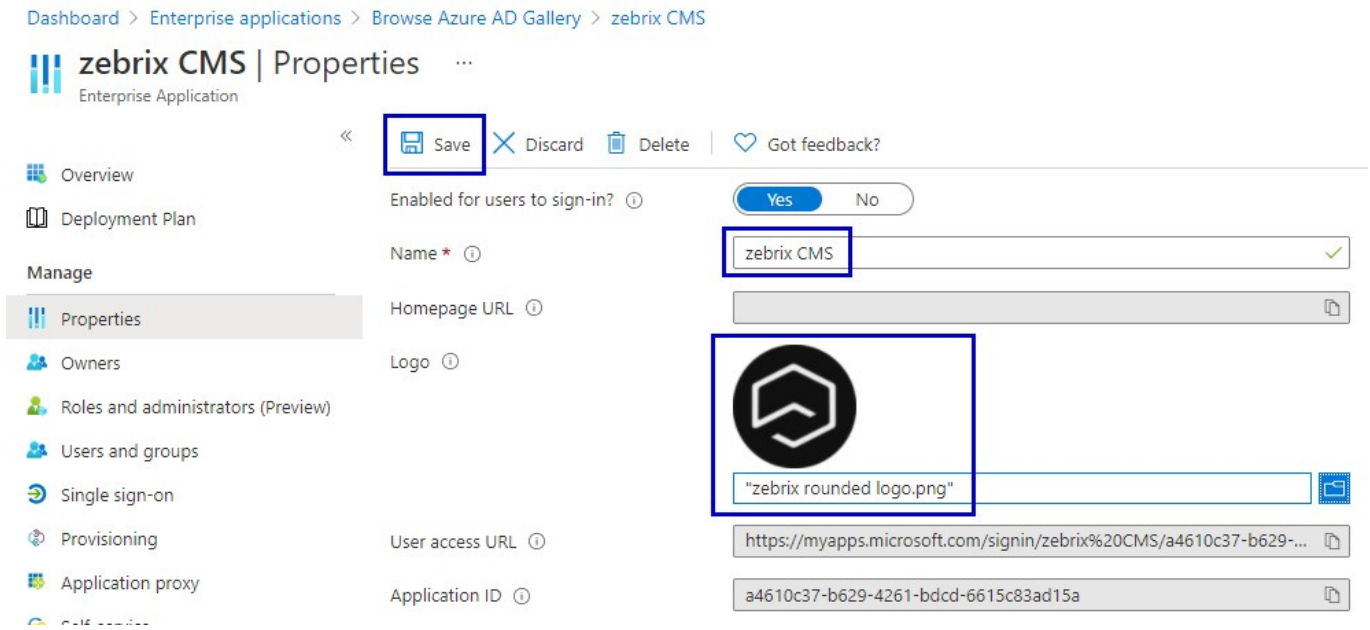 Dashboard > Enterprise applications > Browse Azure AD Gallery > zebrix CMS
zebrix CMS | Properties ...
Enterprise Application
«
Save Discard Delete | Got feedback?
Overview
Deployment Plan
Manage
Properties
Owners
Roles and administrators (Preview)
Users and groups
Single sign-on
Provisioning
Application proxy
Self-service
Enabled for users to sign-in? Yes No
Name * zebrix CMS
Homepage URL
Logo
"zebrix rounded logo.png"
User access URL https://myapps.microsoft.com/signin/zebrix%20CMS/a4610c37-b629-...
Application ID a4610c37-b629-4261-bdcd-6615c83ad15a